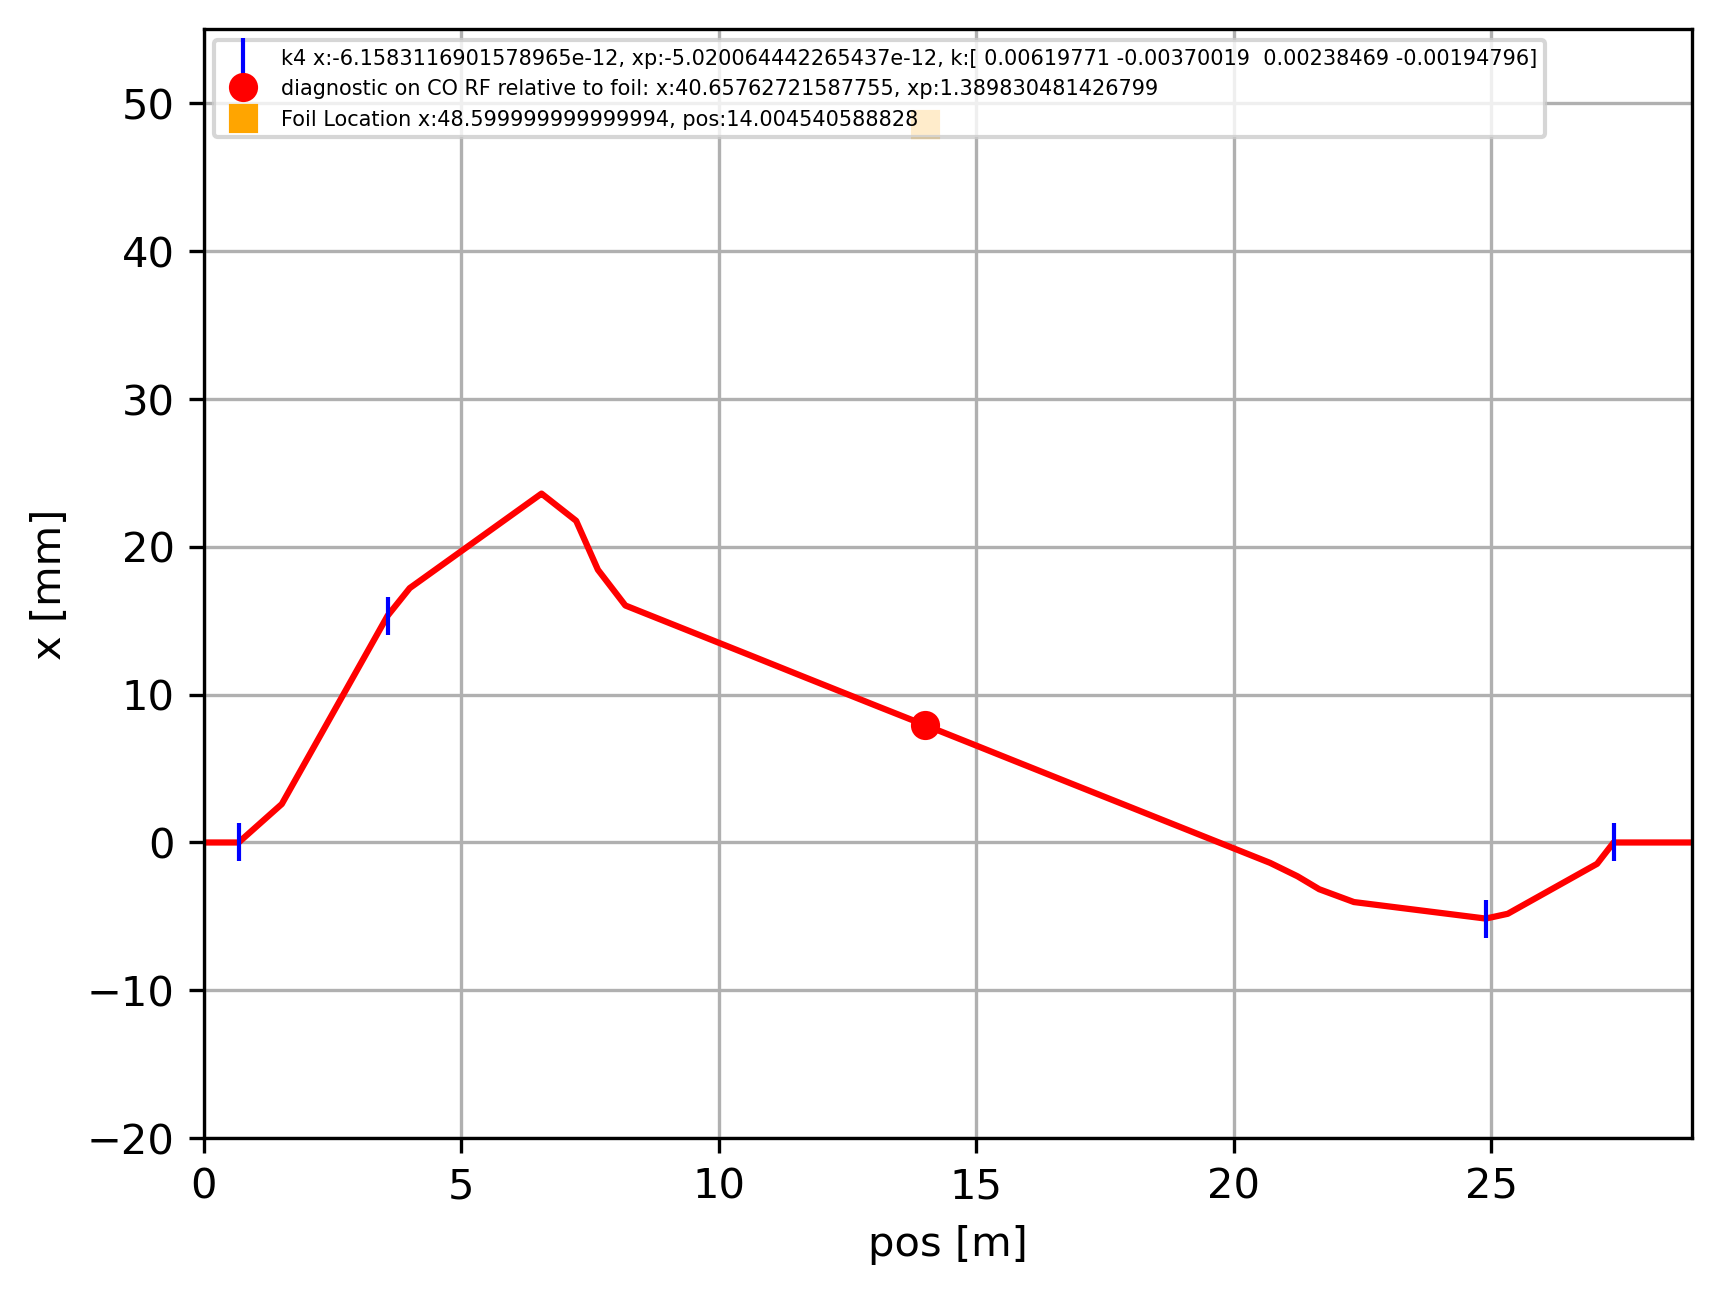 k4 x:-6.1583116901578965e-12, xp:-5.020064442265437e-12, k:[ 0.00619771 -0.00370019  0.00238469 -0.00194796]
diagnostic on CO RF relative to foil: x:40.65762721587755, xp:1.389830481426799
Foil Location x:48.599999999999994, pos:14.004540588828
50
40
30
20
10
0
−10
−20
x [mm]
0 5 10 15 20 25
pos [m]